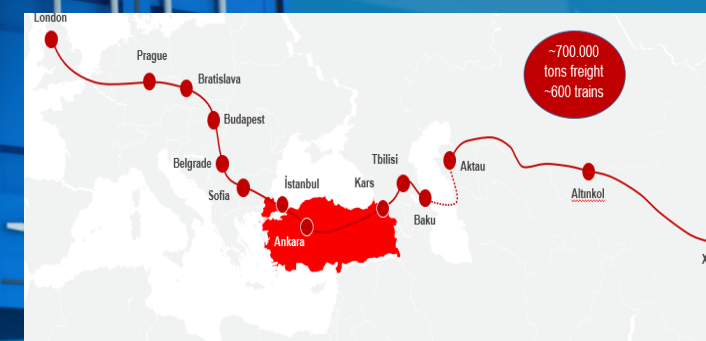 London
Prague
Bratislava
Budapest
Belgrade
Sofia
İstanbul
Ankara
Kars
Tbilisi
Baku
Aktau
Altınkol
~700.000
tons freight
~600 trains